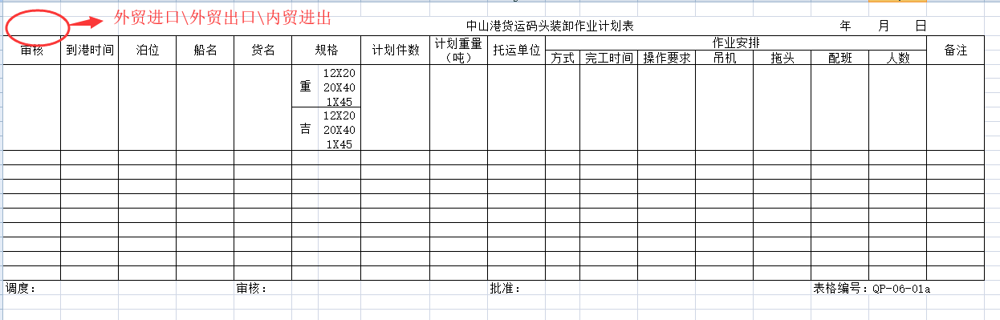 外贸进口\外贸出口\内贸进出
中山港货运码头装卸作业计划表 年 月 日
审核 到港时间 泊位 船名 货名 规格 计划件数 计划重量（吨） 托运单位 作业安排 备注
方式 完工时间 操作要求 吊机 拖头 配班 人数
重 12X20
20X40
1X45
吉 12X20
20X40
1X45
调度： 审核： 批准： 表格编号：QP-06-01a